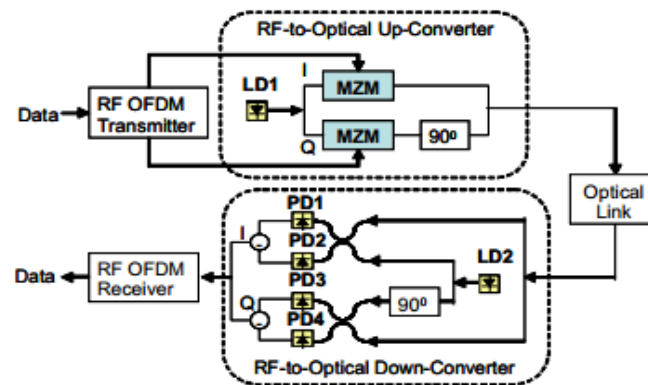 RF-to-Optical Up-Converter
I
LD1
MZM
Data
RF OFDM
Transmitter
MZM
90⁰
Q
Optical
Link
PD1
I
PD2
LD2
Data
RF OFDM
Receiver
PD3
90⁰
Q
PD4
RF-to-Optical Down-Converter